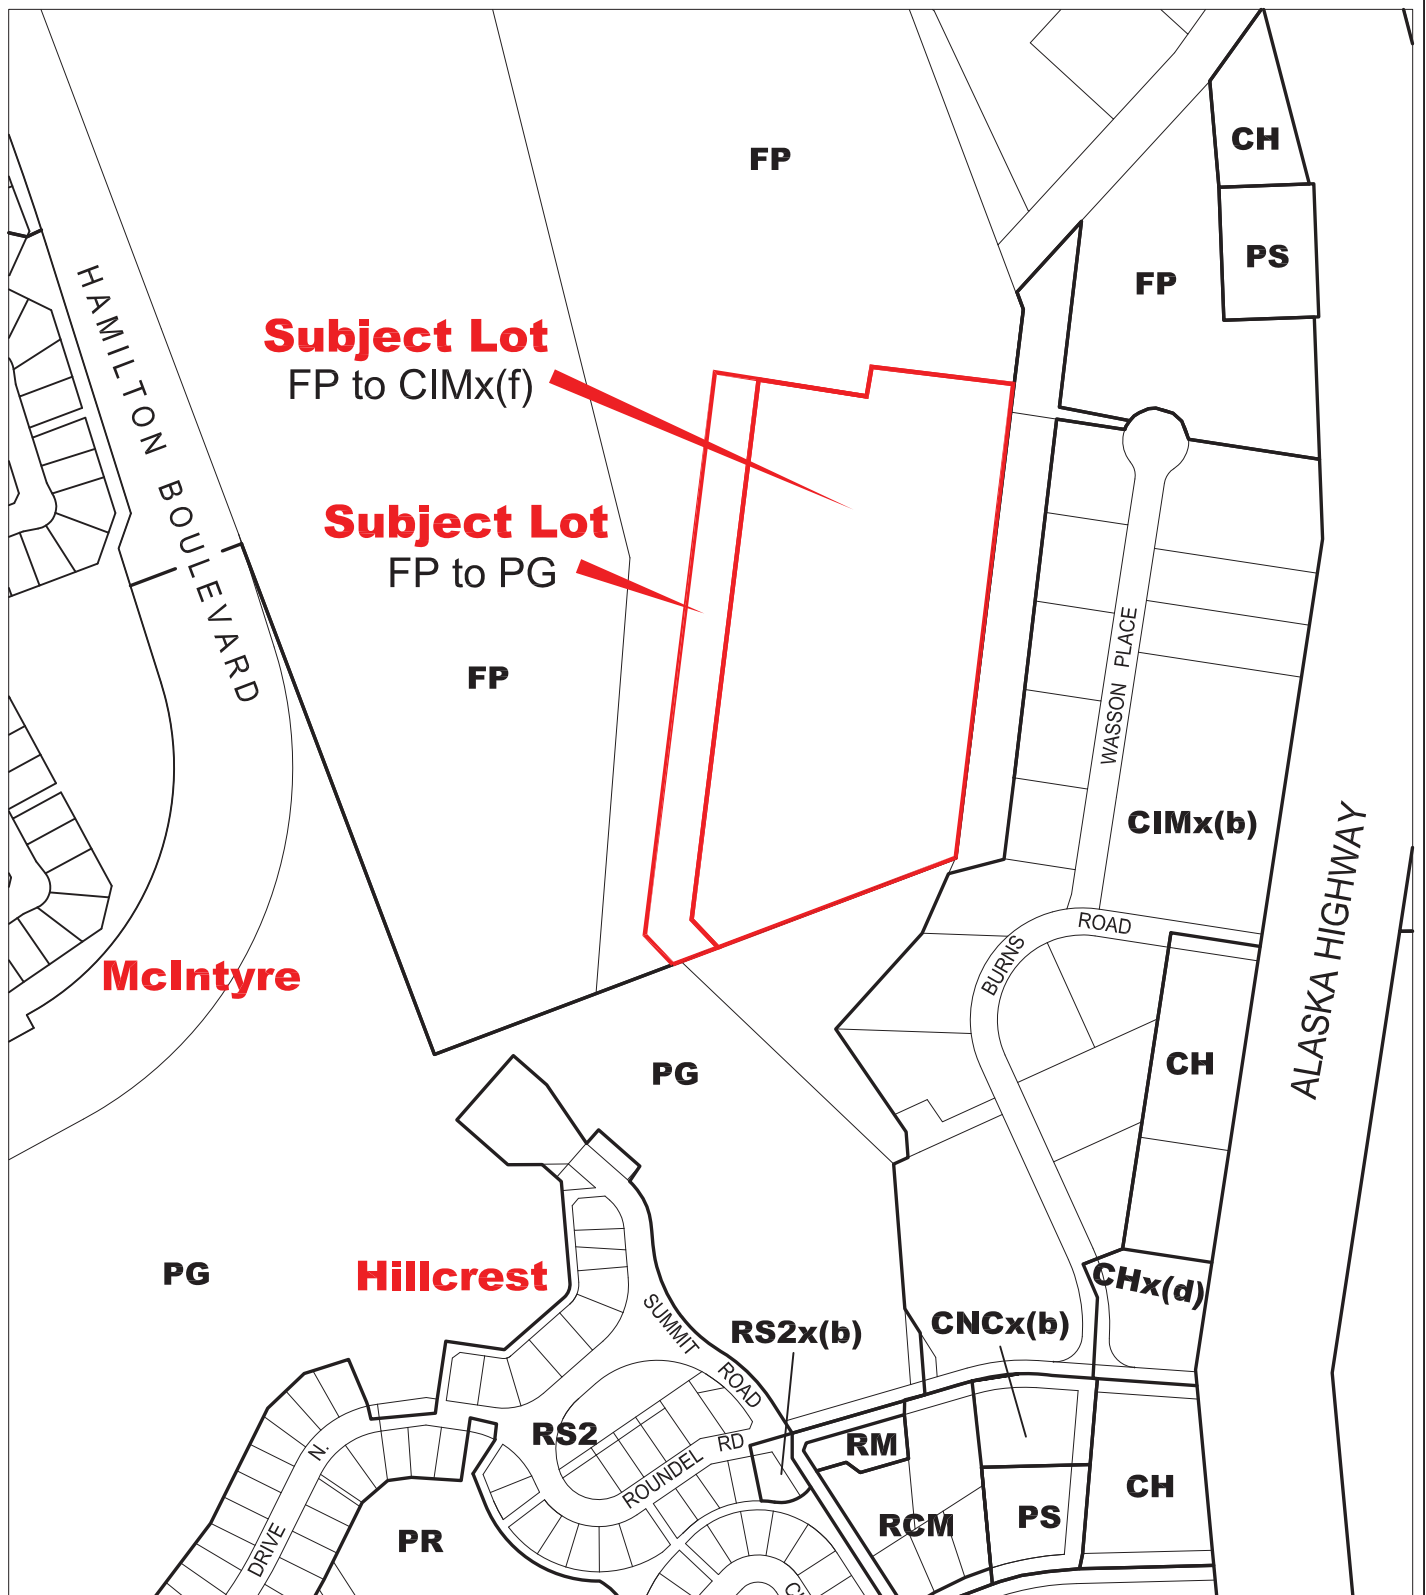 CH
FP
PS
FP
HAMILTON BOULEVARD
Subject Lot
FP to CIMx(f)
Subject Lot
FP to PG
WASSON PLACE
FP
CIMx(b)
ALASKA HIGHWAY
BURNS ROAD
McIntyre
CH
PG
PG
Hillcrest
CHx(d)
SUMMIT ROAD
RS2x(b)
CNCx(b)
RS2
ROUNDEL RD
RM
N.
DRIVE
CH
PS
RCM
PR